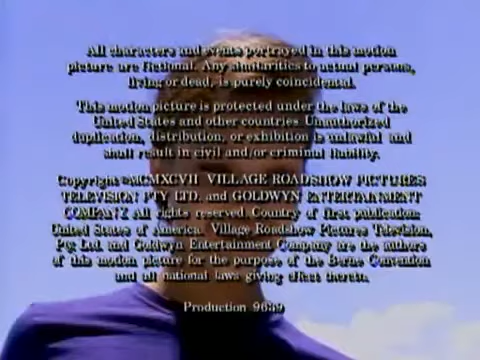 All characters and events portrayed in this motion
picture are fictional. Any similarities to actual persons,
living or dead, is purely coincidental.
This motion picture is protected under the laws of the
United States and other countries. Unauthorized
duplication, distribution, or exhibition is unlawful and
shall result in civil and/or criminal liability.
Copyright ©MCMXCVII VILLAGE ROADSHOW PICTURES
TELEVISION PTY LTD. and GOLDWYN ENTERTAINMENT
COMPANY All rights reserved. Country of first publication:
United States of America. Village Roadshow Pictures Television,
Pty. Ltd. and Goldwyn Entertainment Company are the authors
of this motion picture for the purpose of the Berne Convention
and all national laws giving effect thereto.
Production 9639